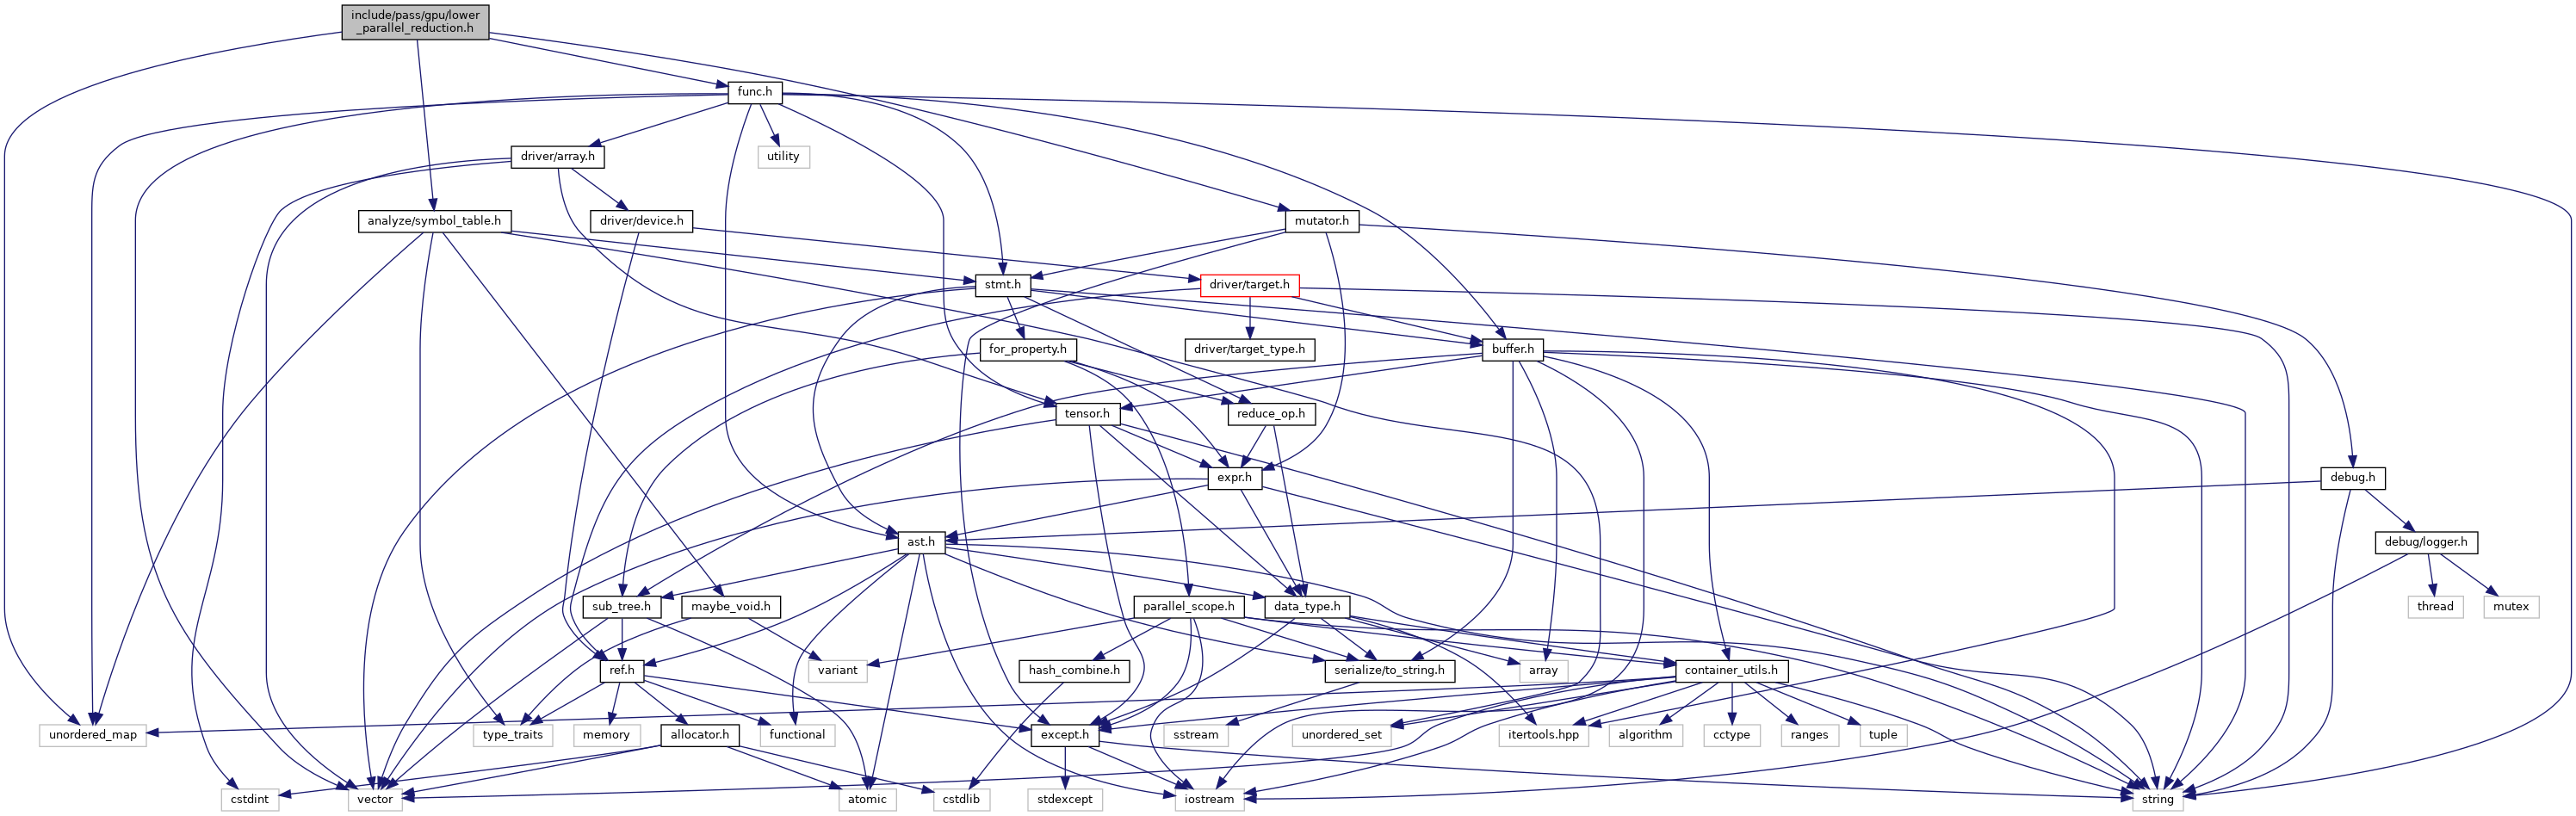 include/pass/gpu/lower
_parallel_reduction.h
func.h
driver/array.h
utility
analyze/symbol_table.h
driver/device.h
mutator.h
stmt.h
driver/target.h
for_property.h
driver/target_type.h
buffer.h
tensor.h
reduce_op.h
expr.h
debug.h
ast.h
debug/logger.h
sub_tree.h
maybe_void.h
parallel_scope.h
data_type.h
thread
mutex
ref.h
variant
hash_combine.h
serialize/to_string.h
array
container_utils.h
unordered_map
type_traits
memory
allocator.h
functional
except.h
sstream
unordered_set
itertools.hpp
algorithm
cctype
ranges
tuple
cstdint
vector
atomic
cstdlib
stdexcept
iostream
string